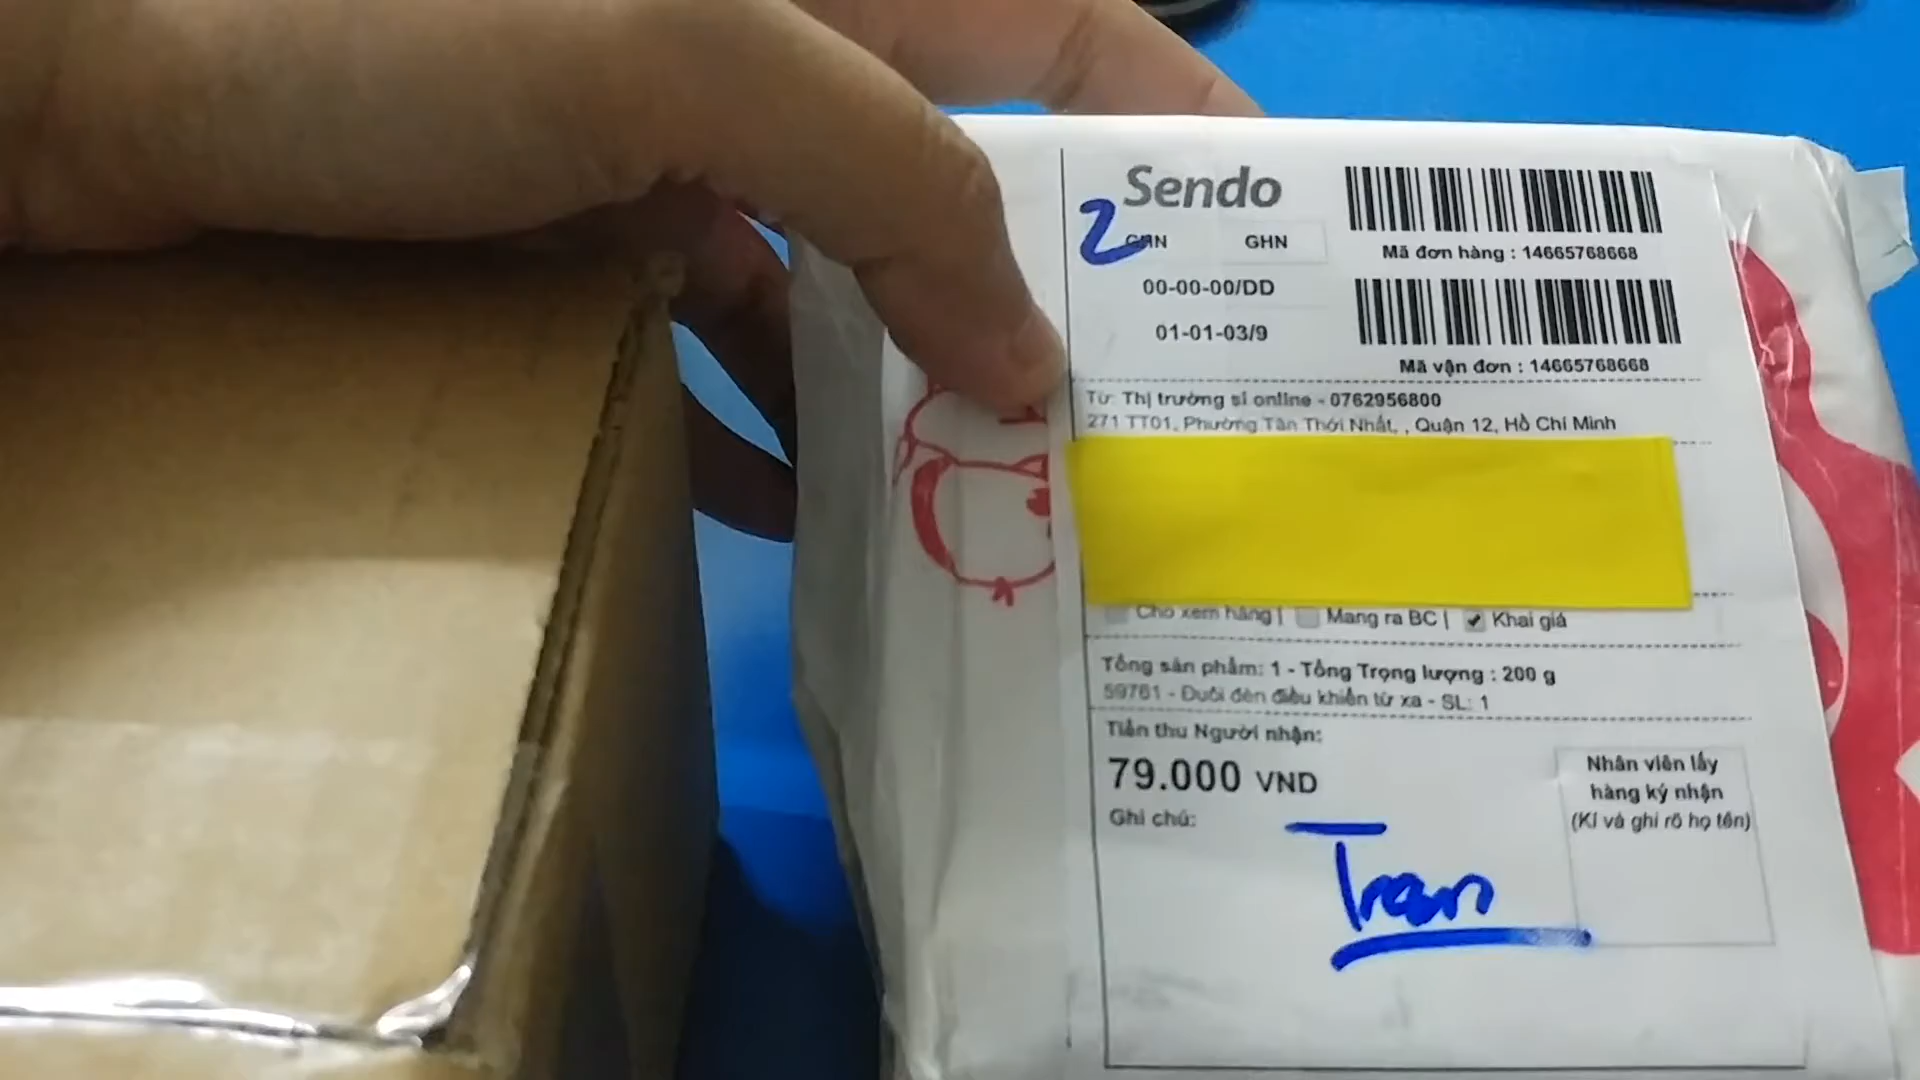 Sendo
2
GHN GHN
00-00-00/DD
01-01-03/9
Mã đơn hàng : 14665768668
Mã vận đơn : 14665768668
Từ: Thị trường sỉ online - 0762956800
271 TT01, Phường Tân Thới Nhất, , Quận 12, Hồ Chí Minh
Cho xem hàng | Mang ra BC | ✓ Khai giá
Tổng sản phẩm: 1 - Tổng Trọng lượng : 200 g
59761 - Đuôi đèn điều khiển từ xa - SL: 1
Tiền thu Người nhận:
79.000 VND
Ghi chú:
Nhân viên lấy
hàng ký nhận
(Kí và ghi rõ họ tên)
Tran